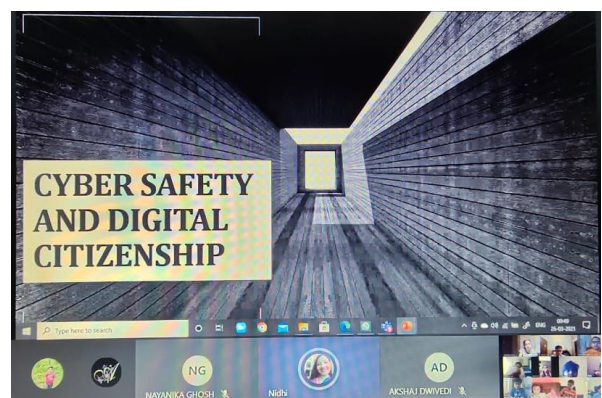 CYBER SAFETY
AND DIGITAL
CITIZENSHIP
Type here to search
ENG
NG
NAYANIKA GHOSH
Nidhi
AD
AKSHAJ DWIVEDI